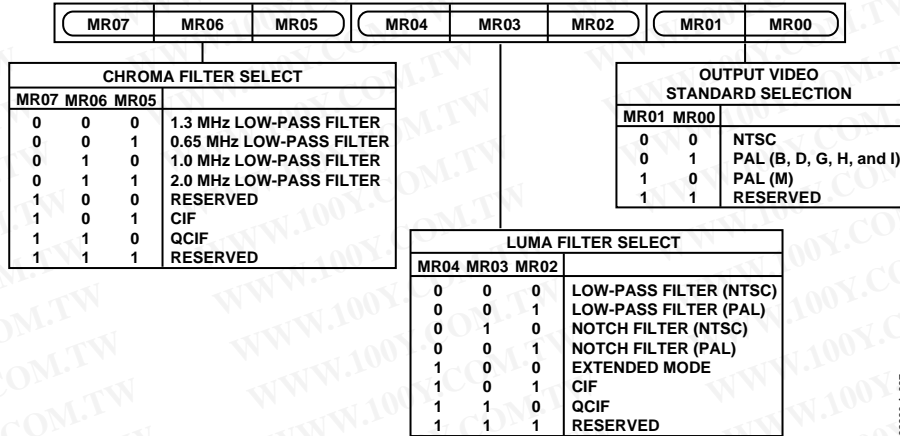 MR07 MR06 MR05 MR04 MR03 MR02 MR01 MR00
CHROMA FILTER SELECT
MR07 MR06 MR05
0 0 0 1.3 MHz LOW-PASS FILTER
0 0 1 0.65 MHz LOW-PASS FILTER
0 1 0 1.0 MHz LOW-PASS FILTER
0 1 1 2.0 MHz LOW-PASS FILTER
1 0 0 RESERVED
1 0 1 CIF
1 1 0 QCIF
1 1 1 RESERVED
OUTPUT VIDEO
STANDARD SELECTION
MR01 MR00
0 0 NTSC
0 1 PAL (B, D, G, H, and I)
1 0 PAL (M)
1 1 RESERVED
LUMA FILTER SELECT
MR04 MR03 MR02
0 0 0 LOW-PASS FILTER (NTSC)
0 0 1 LOW-PASS FILTER (PAL)
0 1 0 NOTCH FILTER (NTSC)
0 0 1 NOTCH FILTER (PAL)
1 0 0 EXTENDED MODE
1 0 1 CIF
1 1 0 QCIF
1 1 1 RESERVED
WWW.100Y.COM.TW